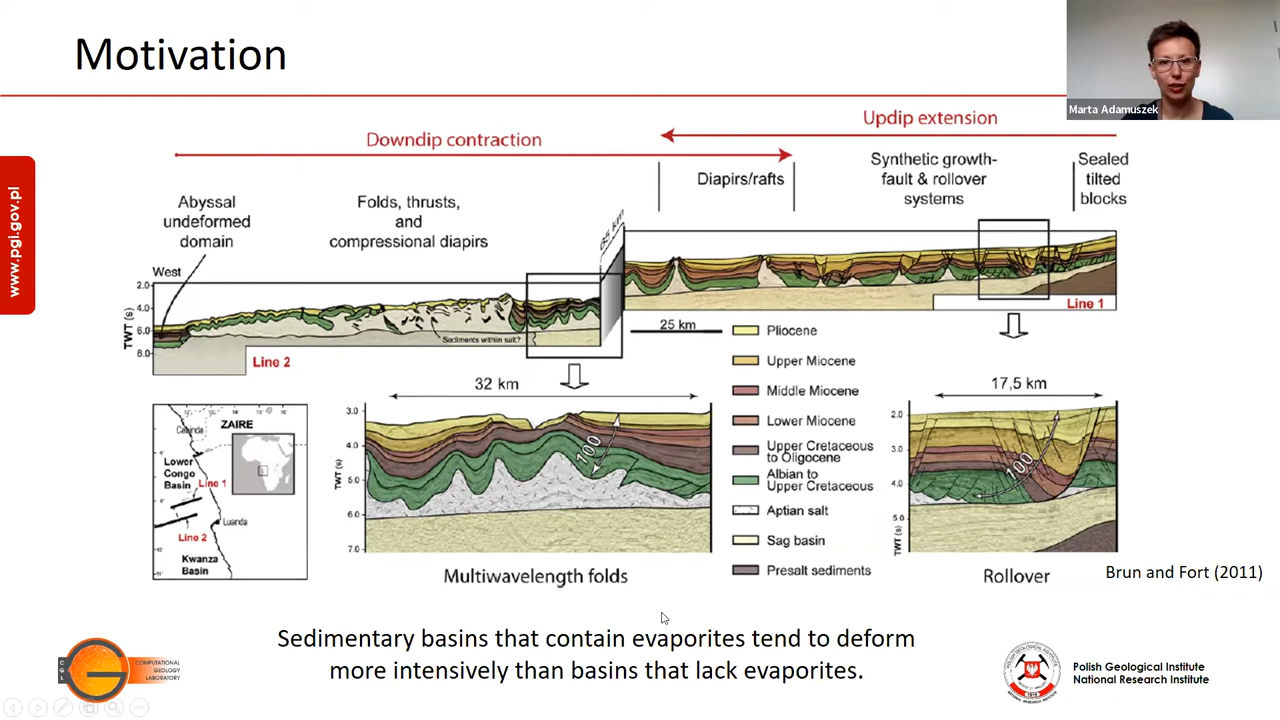 Motivation
Marta Adamuszek
www.pgi.gov.pl
Downdip contraction
Updip extension
Abyssal
undeformed
domain
Folds, thrusts,
and
compressional diapirs
Diapirs/rafts
Synthetic growth-
fault & rollover
systems
Sealed
tilted
blocks
West
2.0
4.0
6.0
8.0
TWT (s)
Sediments within salt?
Line 2
Line 1
25 km
32 km
17,5 km
Pliocene
Upper Miocene
Middle Miocene
Lower Miocene
Upper Cretaceous
to Oligocene
Albian to
Upper Cretaceous
Aptian salt
Sag basin
Presalt sediments
ZAIRE
Cabinda
Lower
Congo
Basin
Line 1
Luanda
Line 2
Kwanza
Basin
3.0
4.0
5.0
6.0
7.0
TWT (s)
100
Multiwavelength folds
2.0
3.0
4.0
5.0
TWT (s)
100
Rollover
Brun and Fort (2011)
Sedimentary basins that contain evaporites tend to deform
more intensively than basins that lack evaporites.
CGL
COMPUTATIONAL
GEOLOGY
LABORATORY
Polish Geological Institute
National Research Institute